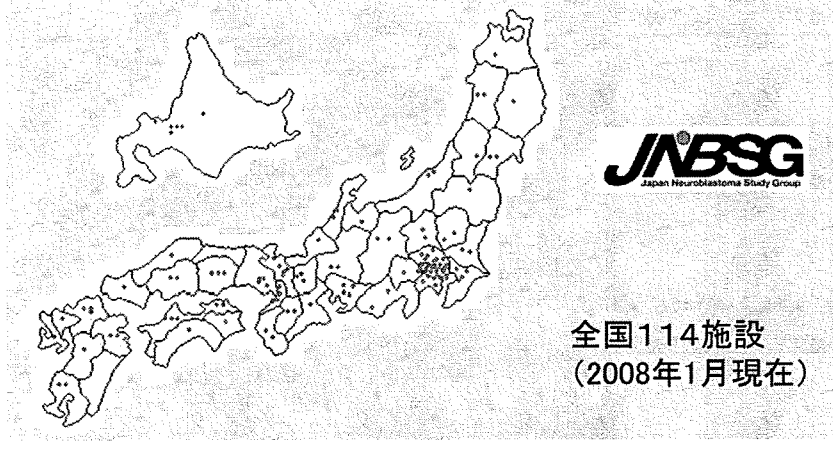 JNBSG
Japan Neuroblastoma Study Group
全国114施設
(2008年1月現在)